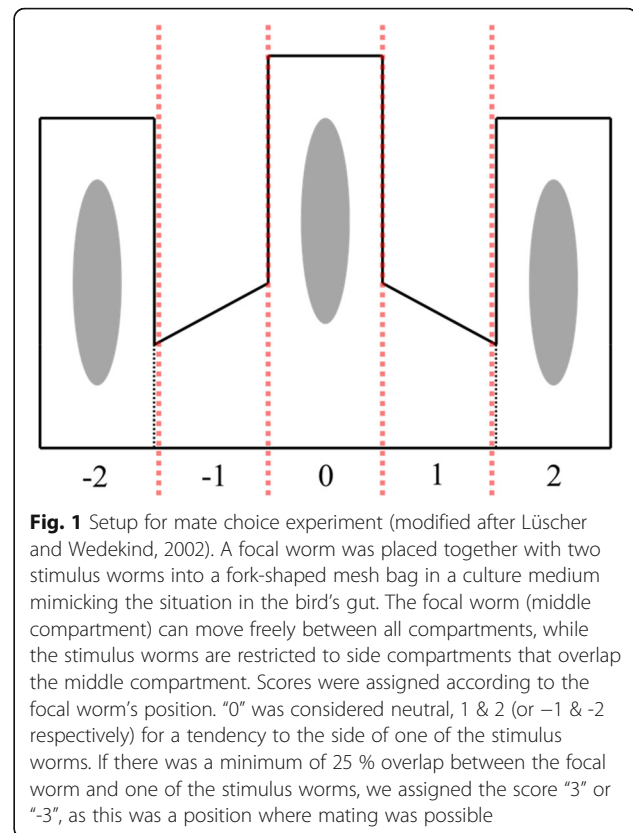 -2 -1 0 1 2
Fig. 1 Setup for mate choice experiment (modified after Lüscher
and Wedekind, 2002). A focal worm was placed together with two
stimulus worms into a fork-shaped mesh bag in a culture medium
mimicking the situation in the bird's gut. The focal worm (middle
compartment) can move freely between all compartments, while
the stimulus worms are restricted to side compartments that overlap
the middle compartment. Scores were assigned according to the
focal worm's position. “0” was considered neutral, 1 & 2 (or −1 & -2
respectively) for a tendency to the side of one of the stimulus
worms. If there was a minimum of 25 % overlap between the focal
worm and one of the stimulus worms, we assigned the score “3” or
“-3”, as this was a position where mating was possible